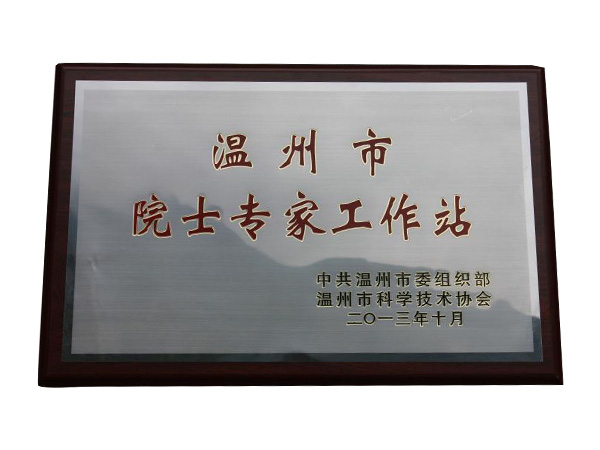 温州市
院士专家工作站
中共温州市委组织部
温州市科学技术协会
二〇一三年十月